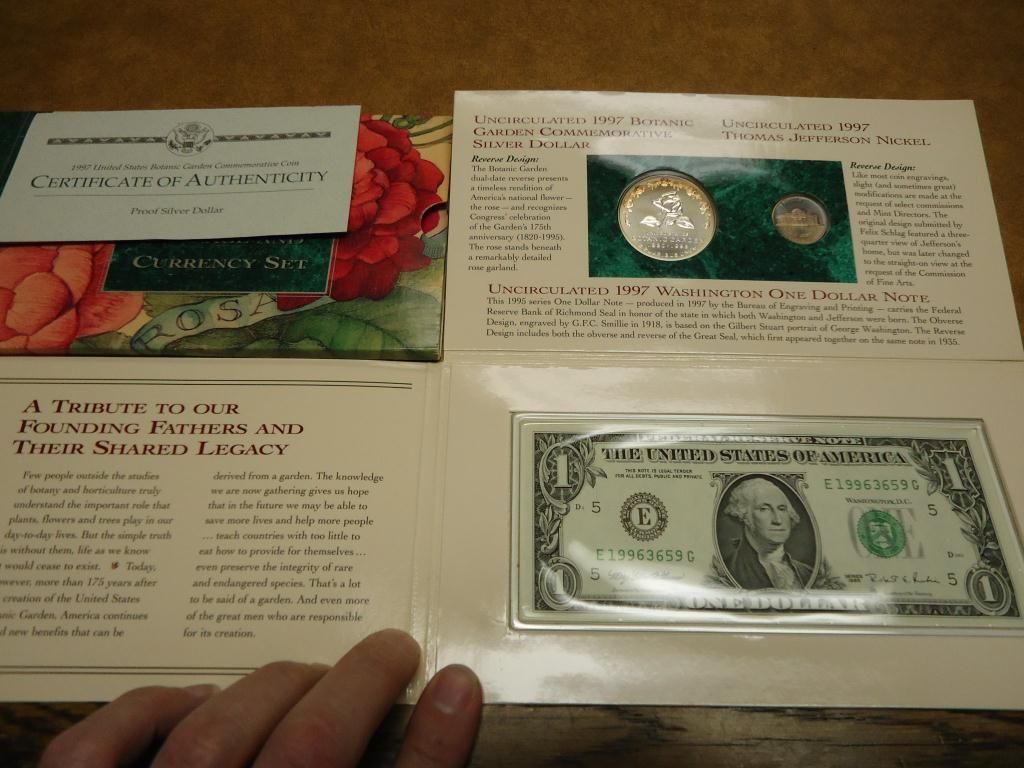 1997 United States Botanic Garden Commemorative Coin
CERTIFICATE OF AUTHENTICITY
Proof Silver Dollar
AND
CURRENCY SET
ROSA
UNCIRCULATED 1997 BOTANIC
GARDEN COMMEMORATIVE
SILVER DOLLAR
Reverse Design:
The Botanic Garden
dual-date reverse presents
a timeless rendition of
America's national flower —
the rose — and recognizes
Congress' celebration
of the Garden's 175th
anniversary (1820-1995).
The rose stands beneath
a remarkably detailed
rose garland.
BOTANIC GARDEN
UNCIRCULATED 1997
THOMAS JEFFERSON NICKEL
Reverse Design:
Like most coin engravings,
slight (and sometimes great)
modifications are made at the
request of select commissions
and Mint Directors. The
original design submitted by
Felix Schlag featured a three-
quarter view of Jefferson's
home, but was later changed
to the straight-on view at the
request of the Commission
of Fine Arts.
UNCIRCULATED 1997 WASHINGTON ONE DOLLAR NOTE
This 1995 series One Dollar Note — produced in 1997 by the Bureau of Engraving and Printing — carries the Federal
Reserve Bank of Richmond Seal in honor of the state in which both Washington and Jefferson were born. The Obverse
Design, engraved by G.F.C. Smillie in 1918, is based on the Gilbert Stuart portrait of George Washington. The Reverse
Design includes both the obverse and reverse of the Great Seal, which first appeared together on the same note in 1935.
A TRIBUTE TO OUR
FOUNDING FATHERS AND
THEIR SHARED LEGACY
Few people outside the studies
of botany and horticulture truly
understand the important role that
plants, flowers and trees play in our
day-to-day lives. But the simple truth
is without them, life as we know
would cease to exist. Today,
however, more than 175 years after
creation of the United States
Garden, America continues
new benefits that can be
derived from a garden. The knowledge
we are now gathering gives us hope
that in the future we may be able to
save more lives and help more people
... teach countries with too little to
eat how to provide for themselves ...
even preserve the integrity of rare
and endangered species. That's a lot
to be said of a garden. And even more
of the great men who are responsible
for its creation.
FEDERAL RESERVE NOTE
THE UNITED STATES OF AMERICA
THIS NOTE IS LEGAL TENDER
FOR ALL DEBTS, PUBLIC AND PRIVATE
E19963659G
WASHINGTON, D.C.
1
1
5
5
E
ONE
E19963659G
5
5
SERIES
1995
1
ONE DOLLAR